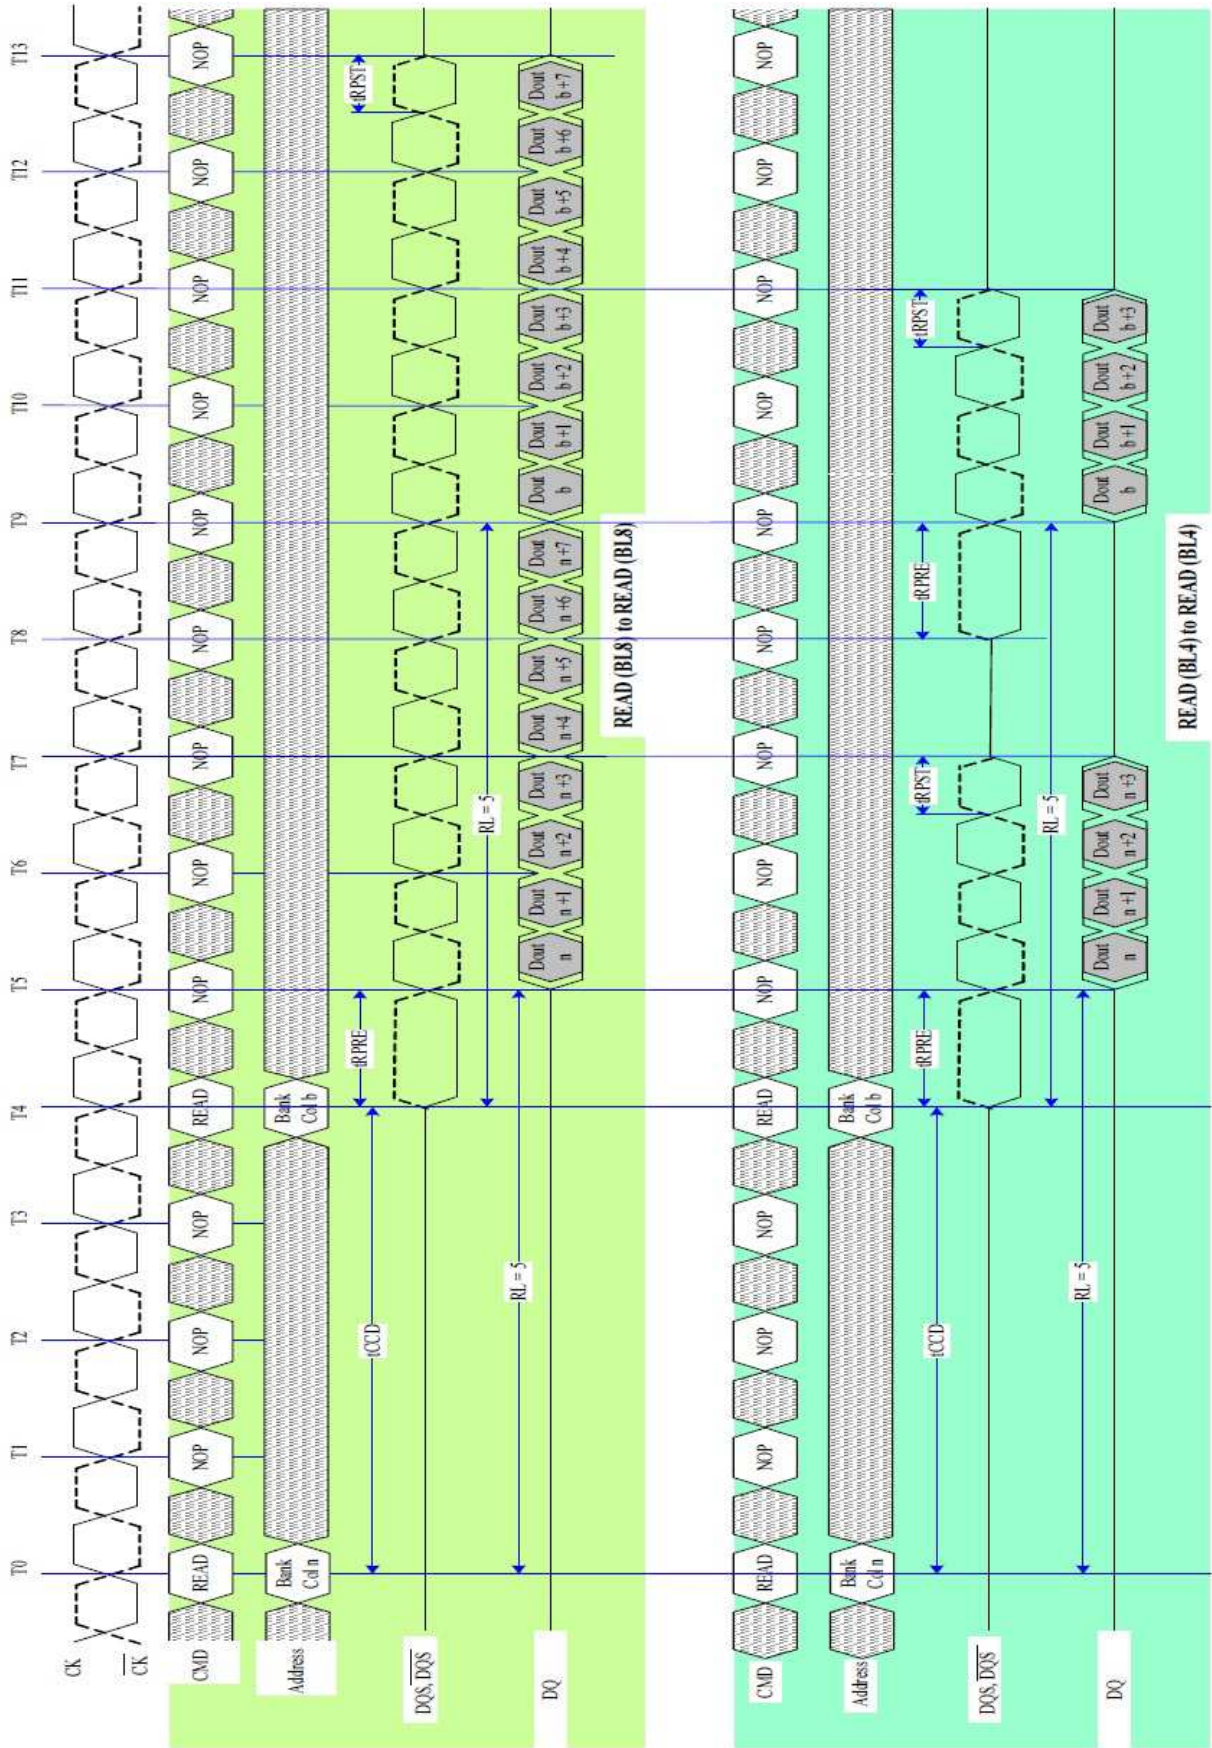 T0 T1 T2 T3 T4 T5 T6 T7 T8 T9 T10 T11 T12 T13
CK
CK
CMD READ NOP NOP NOP READ NOP NOP NOP NOP NOP NOP NOP NOP NOP
Address Bank Col n Bank Col b
tCCD tRPRE tRPST
DQS, DQS
RL = 5 RL = 5
DQ Dout n Dout n +1 Dout n +2 Dout n +3 Dout n +4 Dout n +5 Dout n +6 Dout n +7 Dout b Dout b +1 Dout b +2 Dout b +3 Dout b +4 Dout b +5 Dout b +6 Dout b +7
READ (BL8) to READ (BL8)
CMD READ NOP NOP NOP READ NOP NOP NOP NOP NOP NOP NOP NOP NOP
Address Bank Col n Bank Col b
tCCD tRPRE tRPST tRPRE tRPST
DQS, DQS
RL = 5 RL = 5
DQ Dout n Dout n +1 Dout n +2 Dout n +3 Dout b Dout b +1 Dout b +2 Dout b +3
READ (BL4) to READ (BL4)